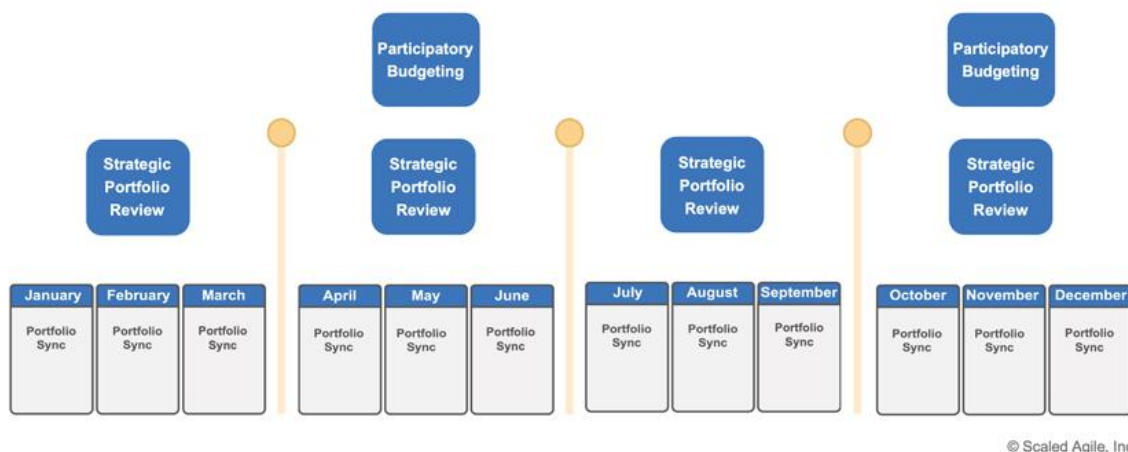 Participatory
Budgeting
Participatory
Budgeting
Strategic
Portfolio
Review
Strategic
Portfolio
Review
Strategic
Portfolio
Review
Strategic
Portfolio
Review
January
February
March
April
May
June
July
August
September
October
November
December
Portfolio
Sync
Portfolio
Sync
Portfolio
Sync
Portfolio
Sync
Portfolio
Sync
Portfolio
Sync
Portfolio
Sync
Portfolio
Sync
Portfolio
Sync
Portfolio
Sync
Portfolio
Sync
Portfolio
Sync
© Scaled Agile, Inc